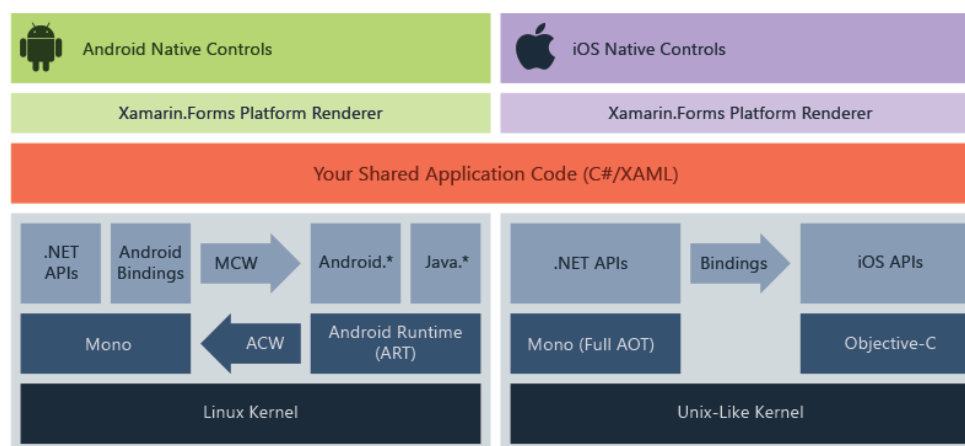 Android Native Controls
iOS Native Controls
Xamarin.Forms Platform Renderer
Xamarin.Forms Platform Renderer
Your Shared Application Code (C#/XAML)
.NET
APIs
Android
Bindings
MCW
Android.*
Java.*
.NET APIs
Bindings
iOS APIs
Mono
ACW
Android Runtime
(ART)
Mono (Full AOT)
Objective-C
Linux Kernel
Unix-Like Kernel